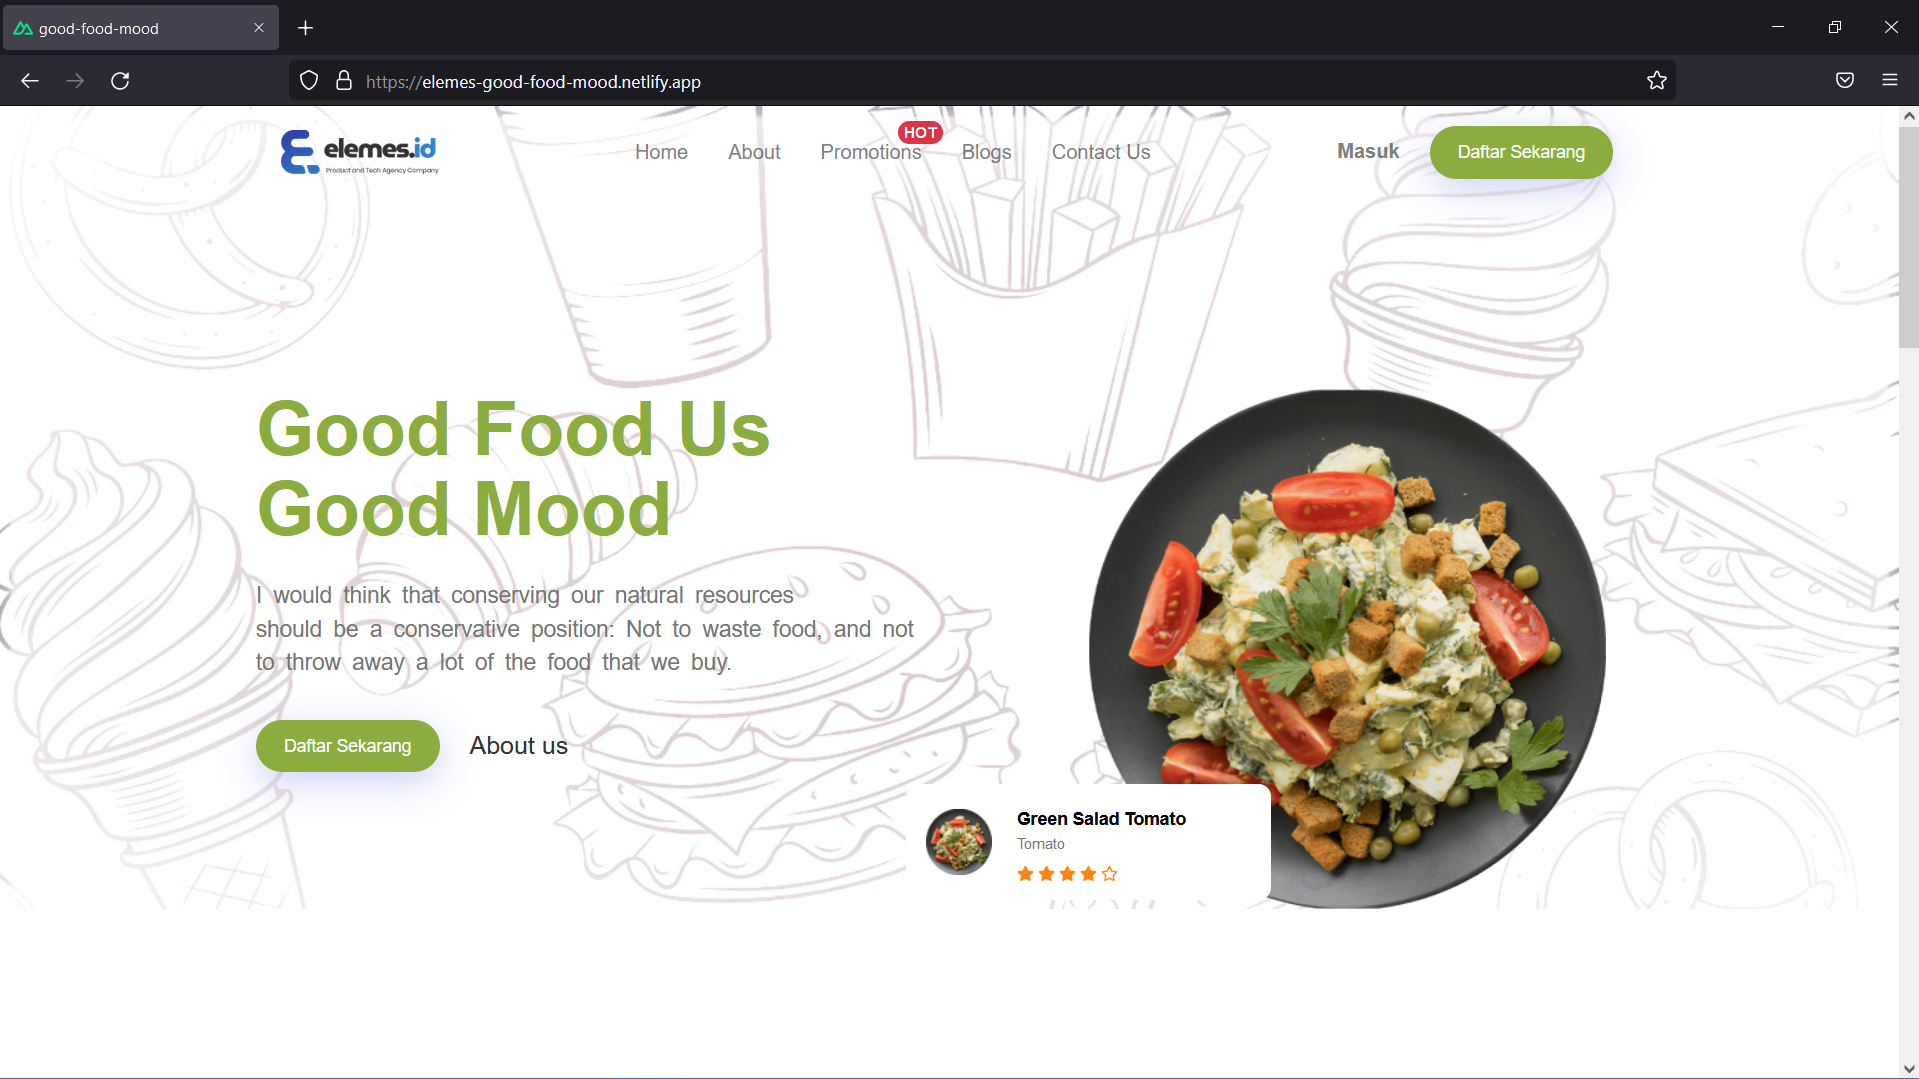 good-food-mood
https://elemes-good-food-mood.netlify.app
elemes.id
Product and Tech Agency Company
Home
About
Promotions
HOT
Blogs
Contact Us
Masuk
Daftar Sekarang
Good Food Us
Good Mood
I would think that conserving our natural resources
should be a conservative position: Not to waste food, and not
to throw away a lot of the food that we buy.
Daftar Sekarang
About us
Green Salad Tomato
Tomato